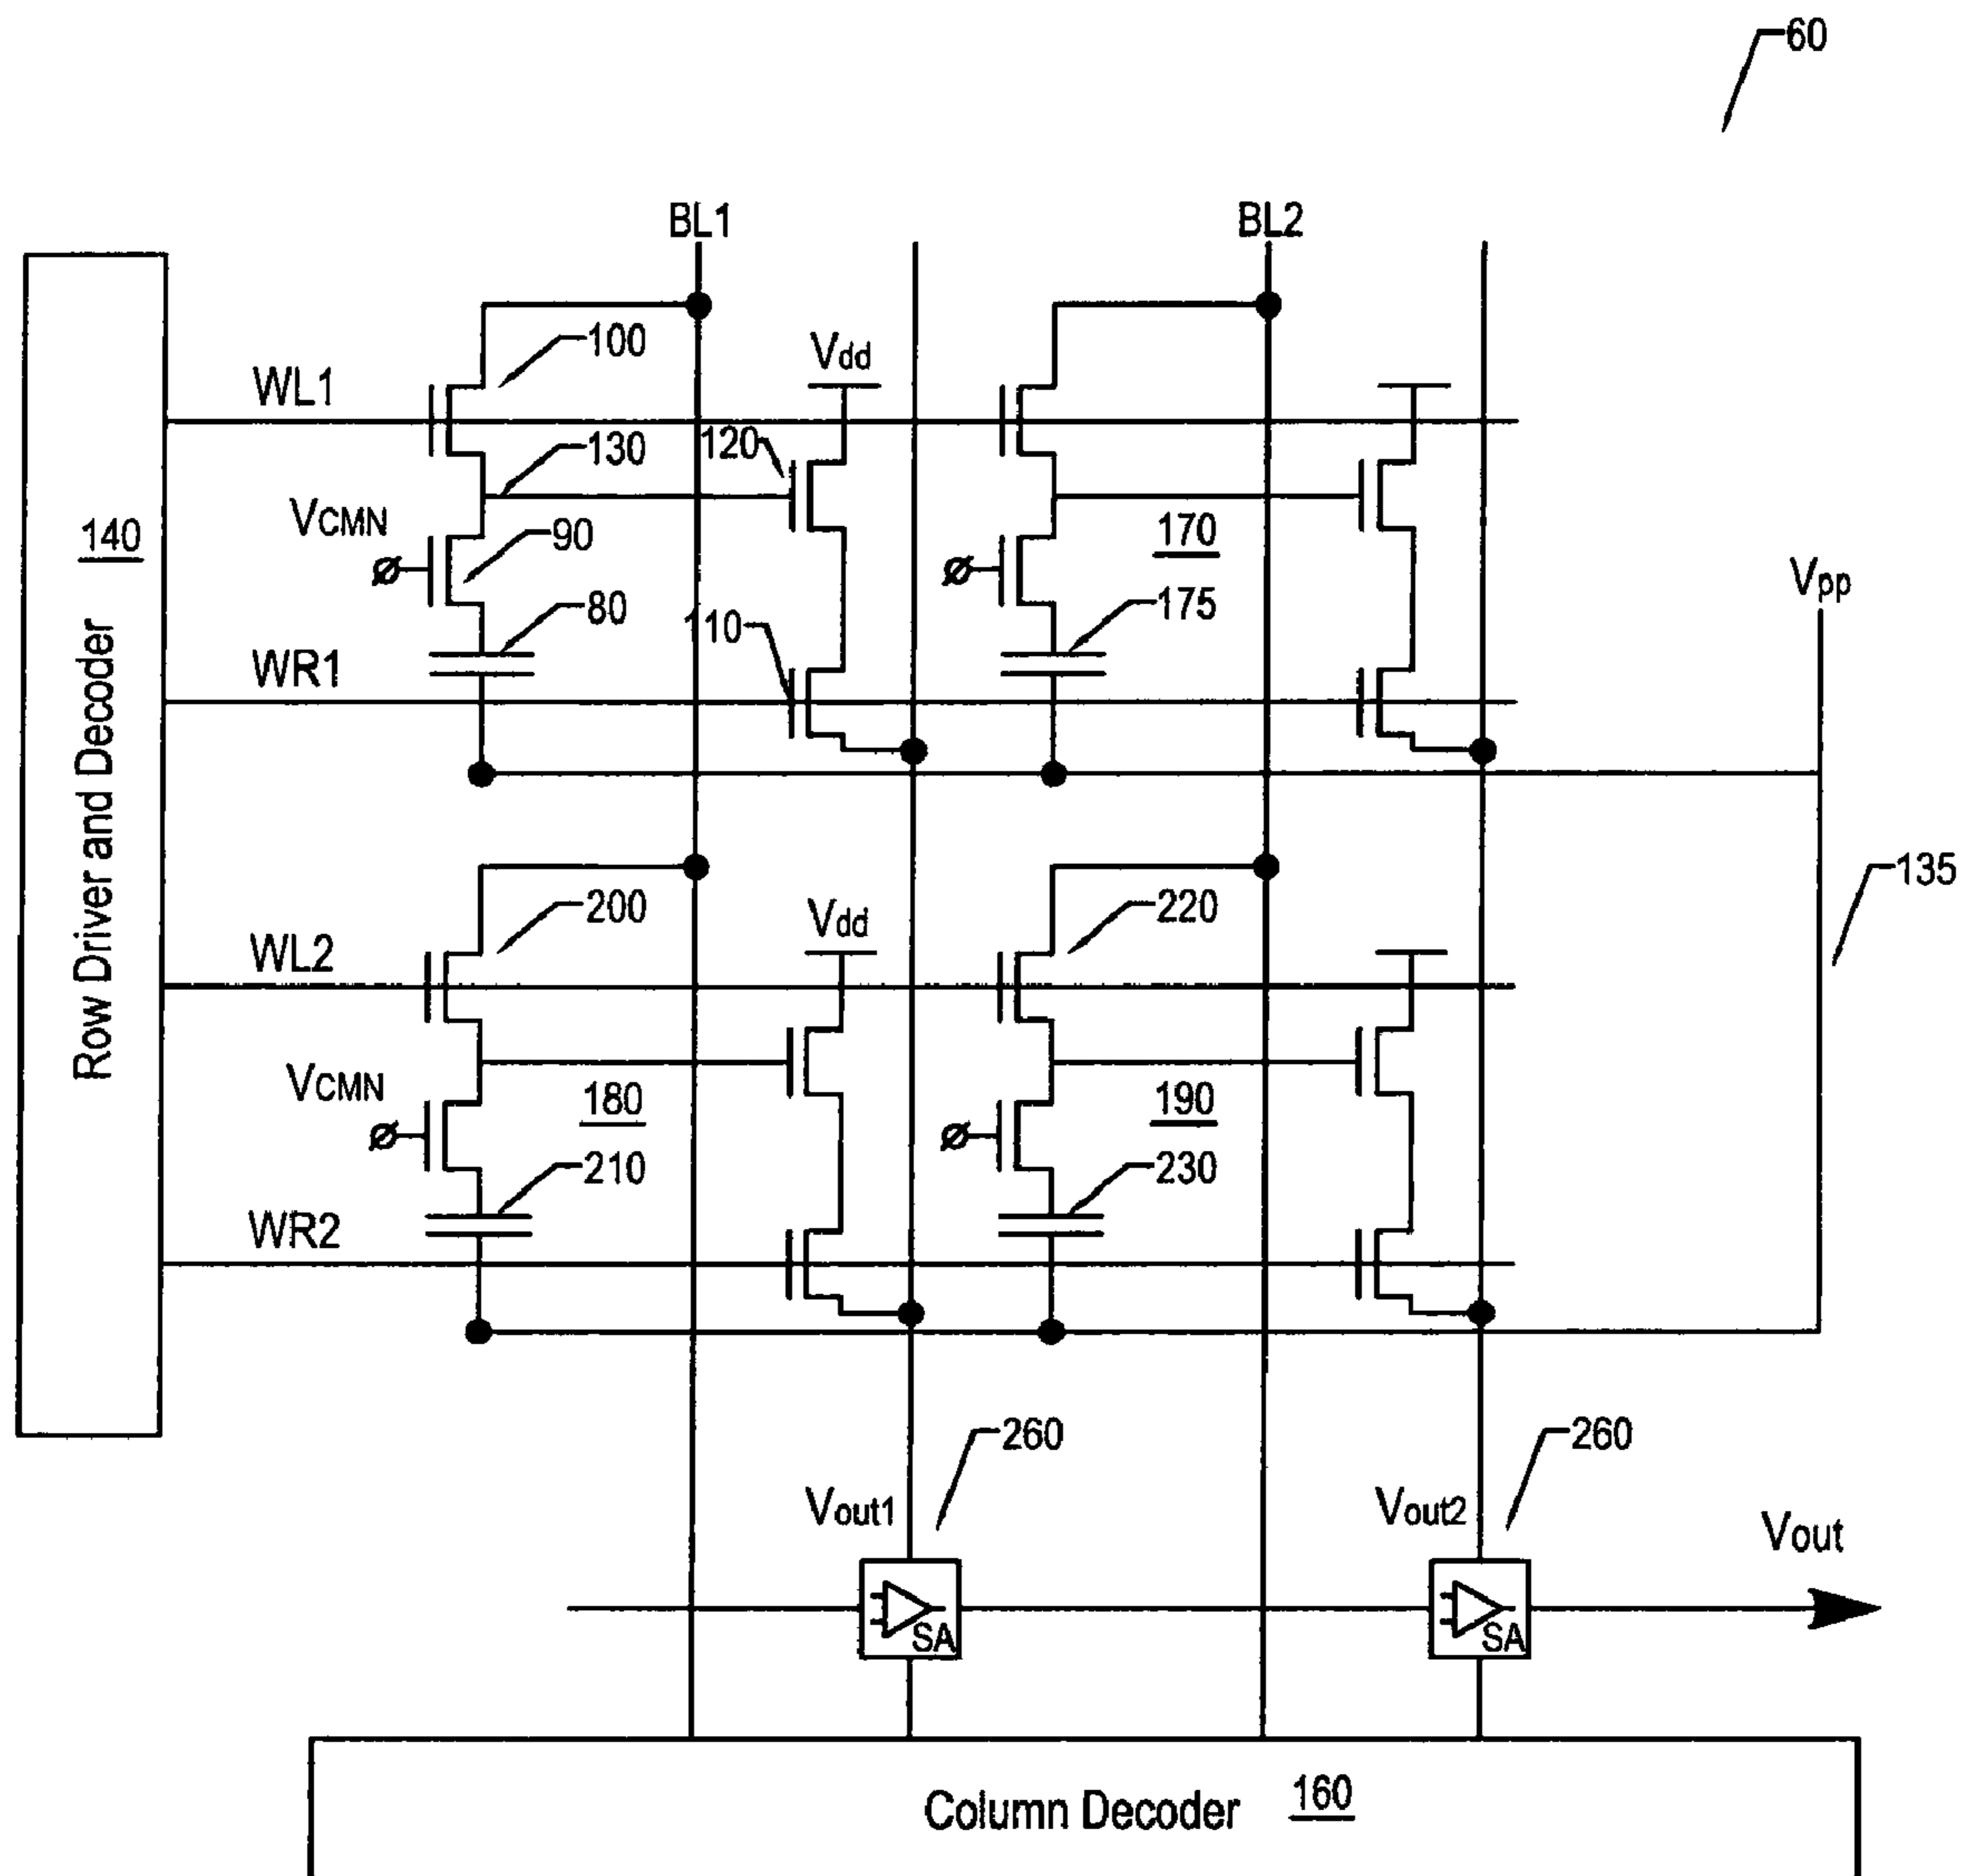 60
BL1
BL2
100
Vdd
WL1
130
120
VCMN
90
140
170
Vpp
80
175
110
WR1
Row Driver and Decoder
135
200
220
Vdd
WL2
VCMN
180
190
210
230
WR2
260
260
Vout1
Vout2
Vout
SA
SA
Column Decoder 160